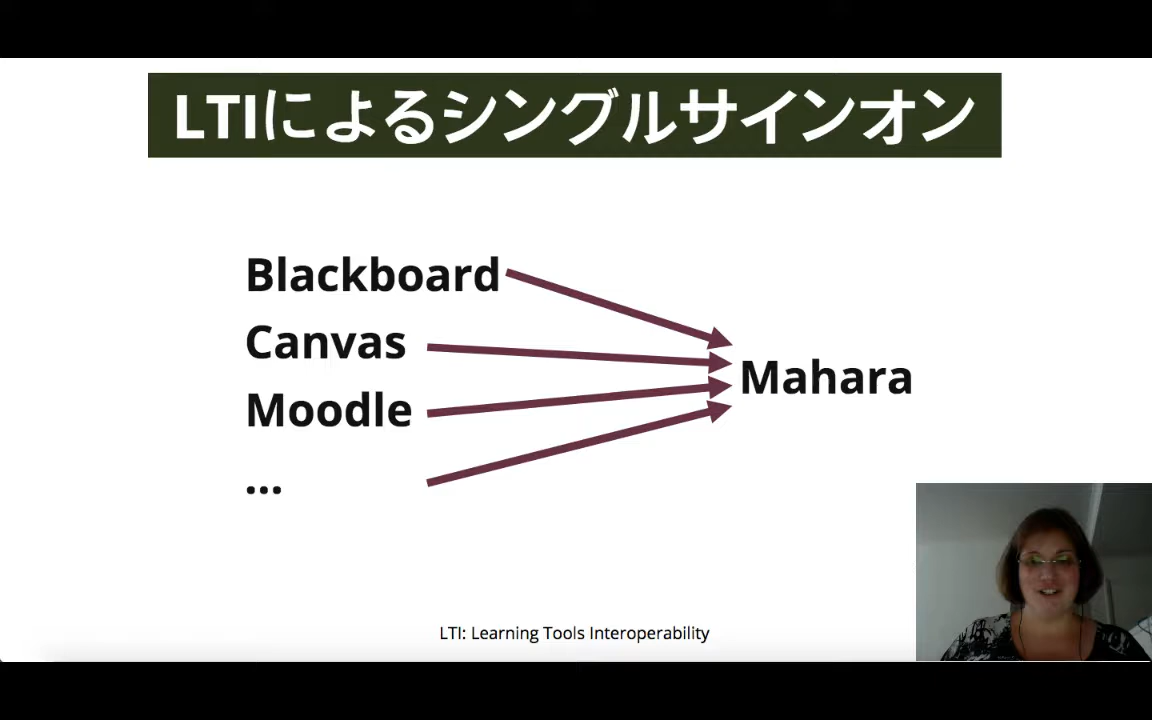 LTIによるシングルサインオン
Blackboard
Canvas
Moodle
...
Mahara
LTI: Learning Tools Interoperability